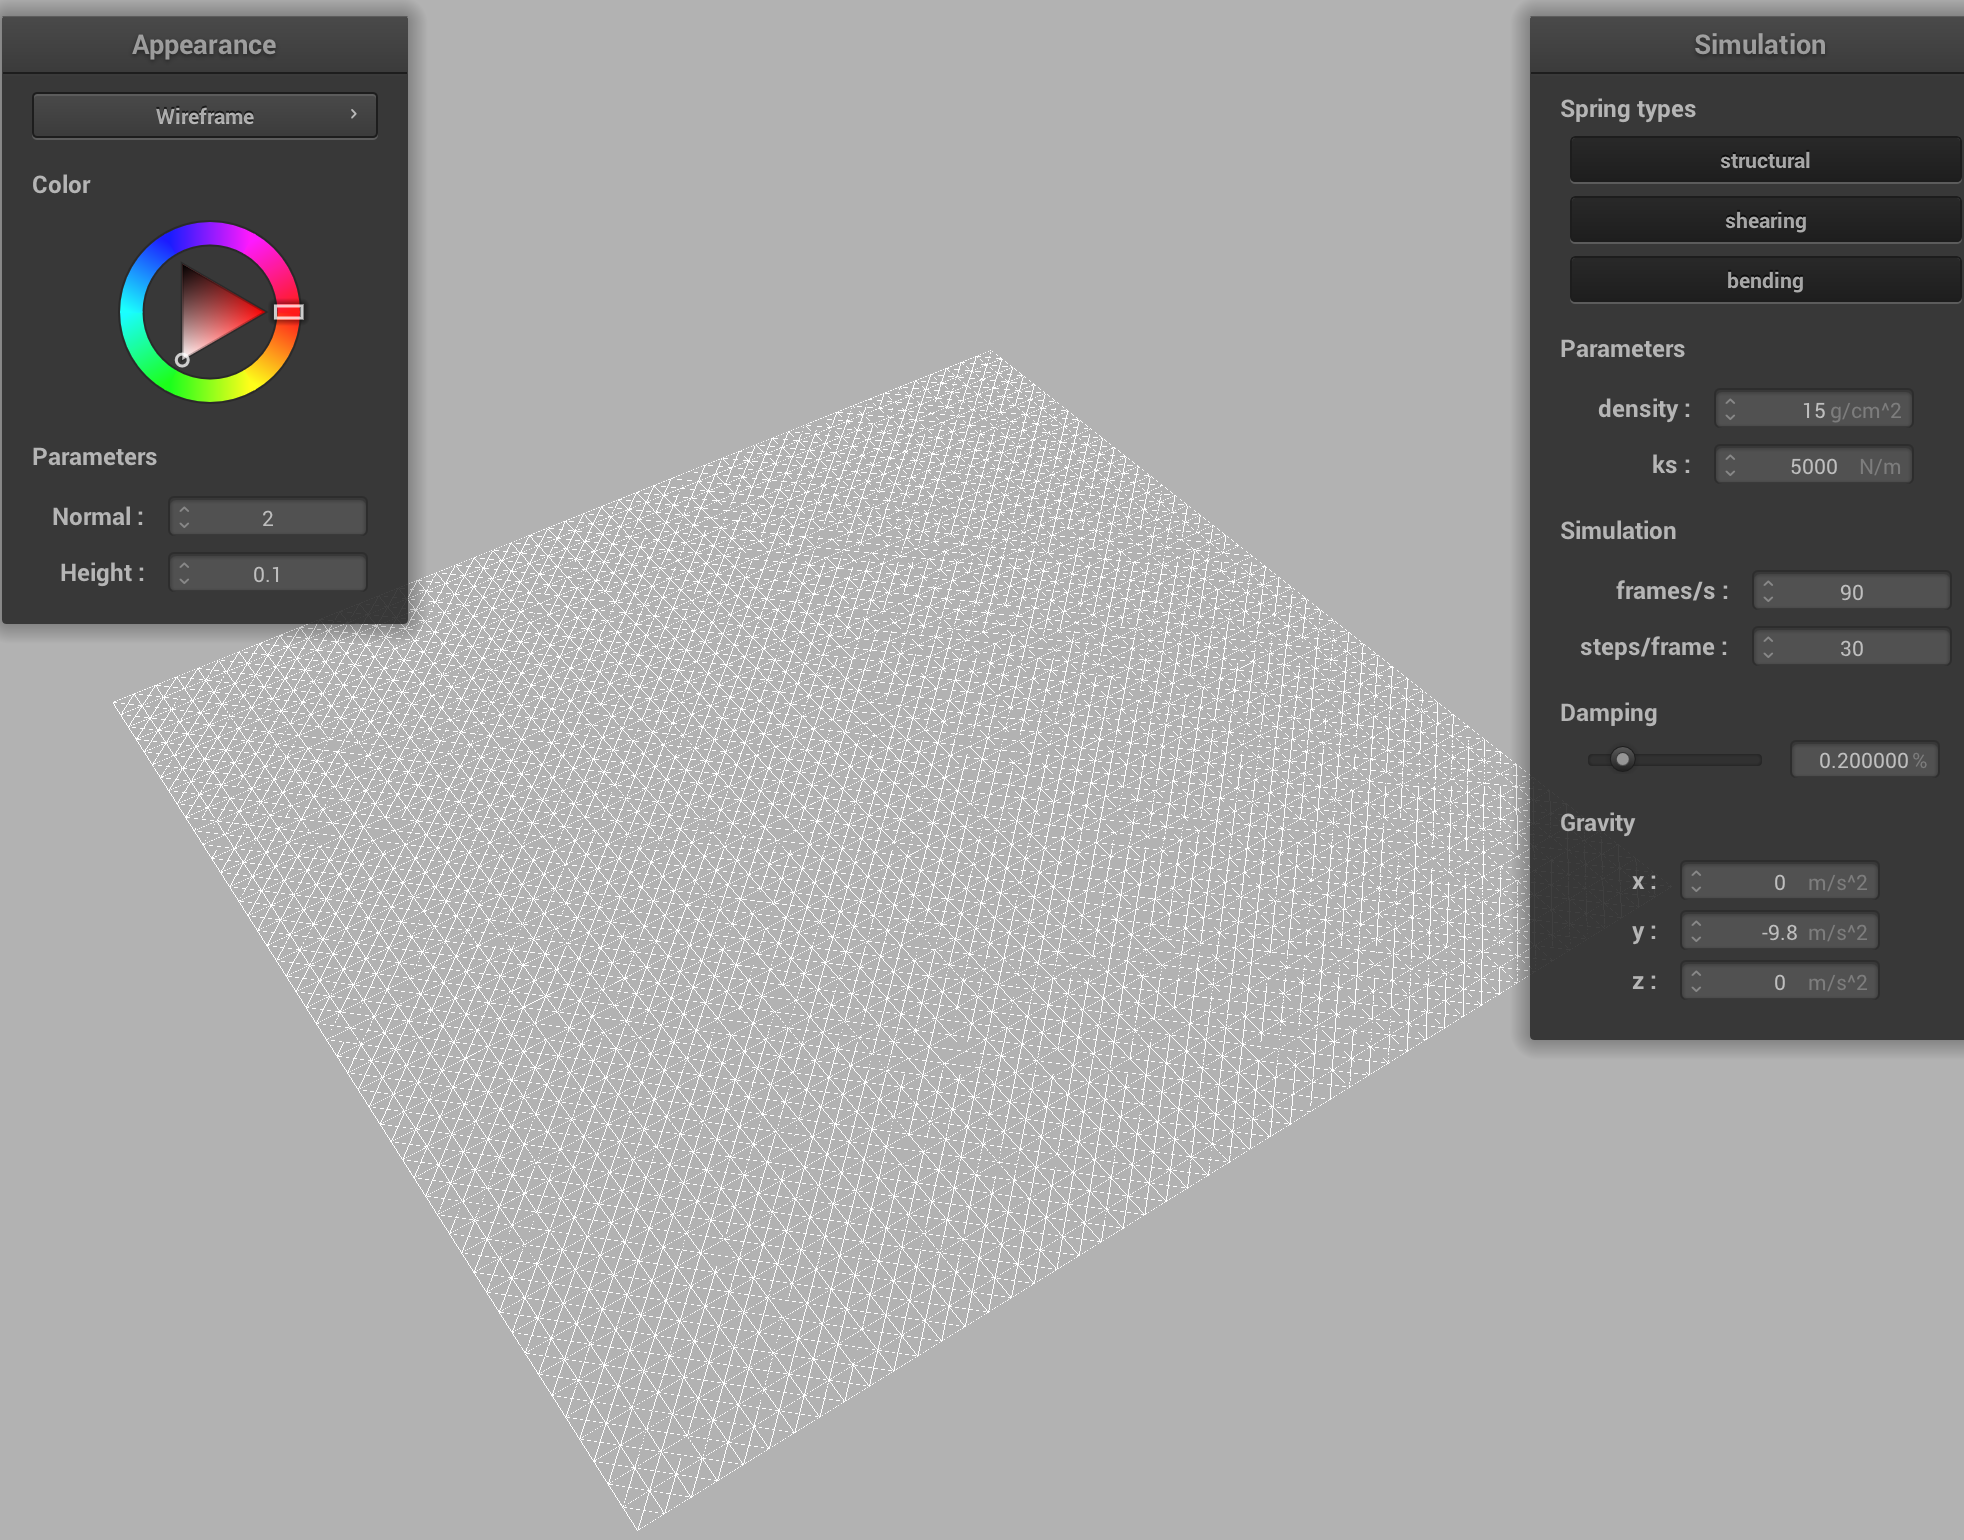 Appearance
Wireframe
Color
Parameters
Normal : 2
Height : 0.1
Simulation
Spring types
structural
shearing
bending
Parameters
density : 15 g/cm^2
ks : 5000 N/m
Simulation
frames/s : 90
steps/frame : 30
Damping
0.200000 %
Gravity
x : 0 m/s^2
y : -9.8 m/s^2
z : 0 m/s^2